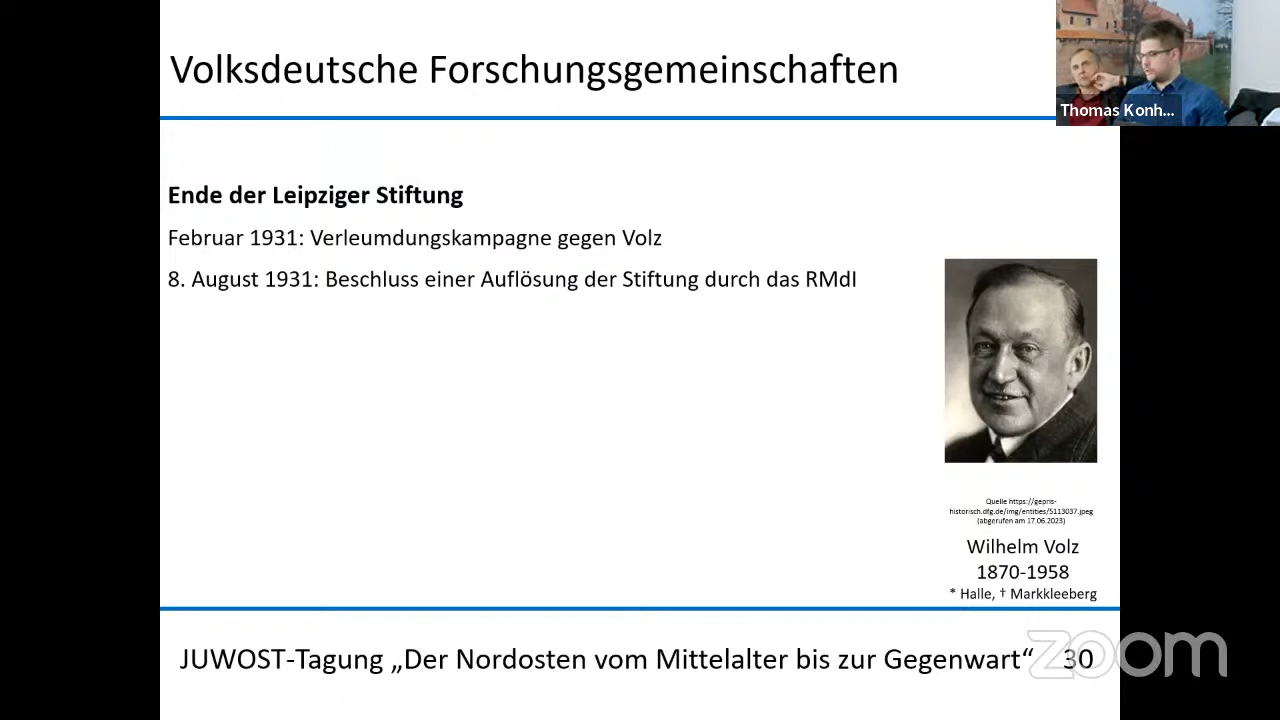 Volksdeutsche Forschungsgemeinschaften
Thomas Konh...
Ende der Leipziger Stiftung
Februar 1931: Verleumdungskampagne gegen Volz
8. August 1931: Beschluss einer Auflösung der Stiftung durch das RMdI
Quelle https://gepris-
historisch.dfg.de/img/entities/5113037.jpeg
(abgerufen am 17.06.2023)
Wilhelm Volz
1870-1958
* Halle, † Markkleeberg
JUWOST-Tagung „Der Nordosten vom Mittelalter bis zur Gegenwart“ 30
zoom